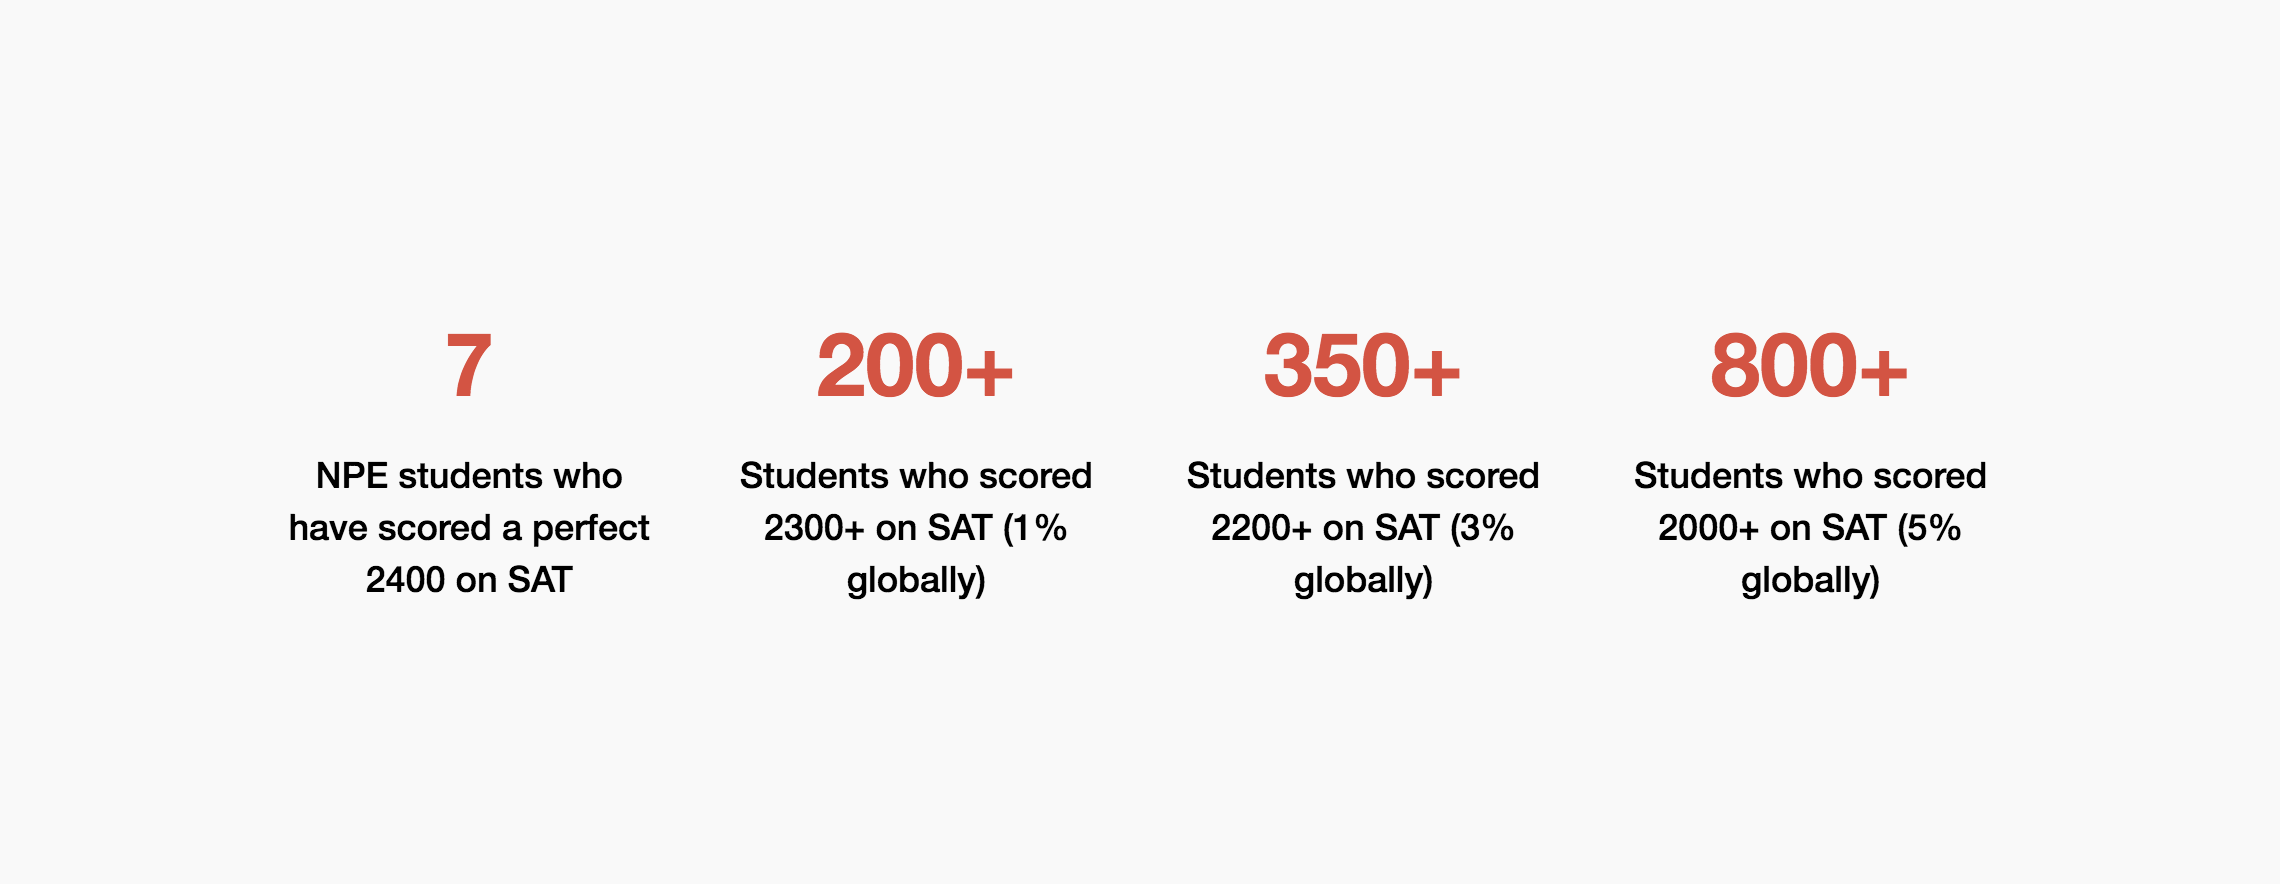 7
NPE students who
have scored a perfect
2400 on SAT
200+
Students who scored
2300+ on SAT (1%
globally)
350+
Students who scored
2200+ on SAT (3%
globally)
800+
Students who scored
2000+ on SAT (5%
globally)